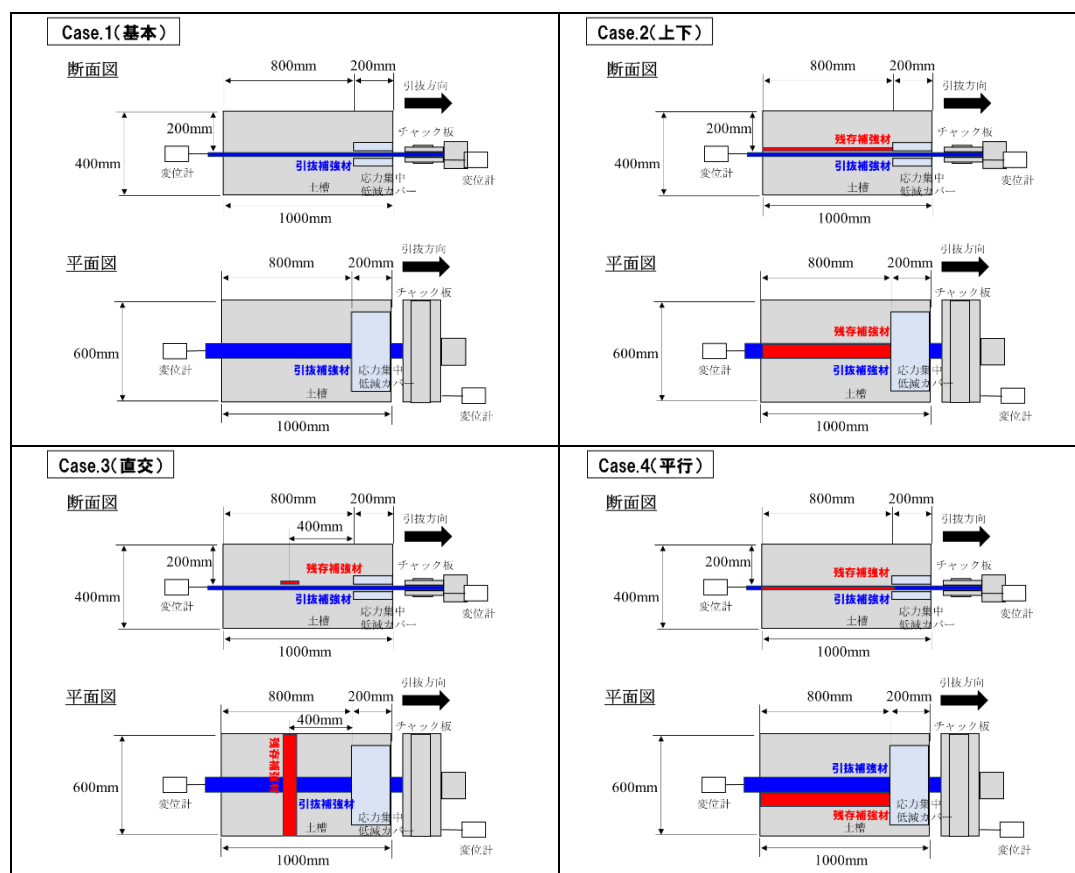 Case.1(基本)
断面図
800mm
200mm
引抜方向
200mm
チャック板
400mm
変位計
引抜補強材
土槽
応力集中
低減カバー
変位計
1000mm
平面図
800mm
200mm
引抜方向
チャック板
600mm
変位計
引抜補強材
応力集中
低減カバー
土槽
変位計
1000mm
Case.2(上下)
断面図
800mm
200mm
引抜方向
200mm
チャック板
残存補強材
400mm
変位計
引抜補強材
土槽
応力集中
低減カバー
変位計
1000mm
平面図
800mm
200mm
引抜方向
チャック板
残存補強材
600mm
変位計
引抜補強材
応力集中
低減カバー
土槽
変位計
1000mm
Case.3(直交)
断面図
800mm
200mm
引抜方向
400mm
200mm
チャック板
残存補強材
400mm
変位計
引抜補強材
土槽
応力集中
低減カバー
変位計
1000mm
平面図
800mm
200mm
引抜方向
400mm
チャック板
残存補強材
600mm
変位計
引抜補強材
応力集中
低減カバー
土槽
変位計
1000mm
Case.4(平行)
断面図
800mm
200mm
引抜方向
200mm
チャック板
残存補強材
400mm
変位計
引抜補強材
土槽
応力集中
低減カバー
変位計
1000mm
平面図
800mm
200mm
引抜方向
チャック板
引抜補強材
600mm
変位計
残存補強材
応力集中
低減カバー
土槽
変位計
1000mm